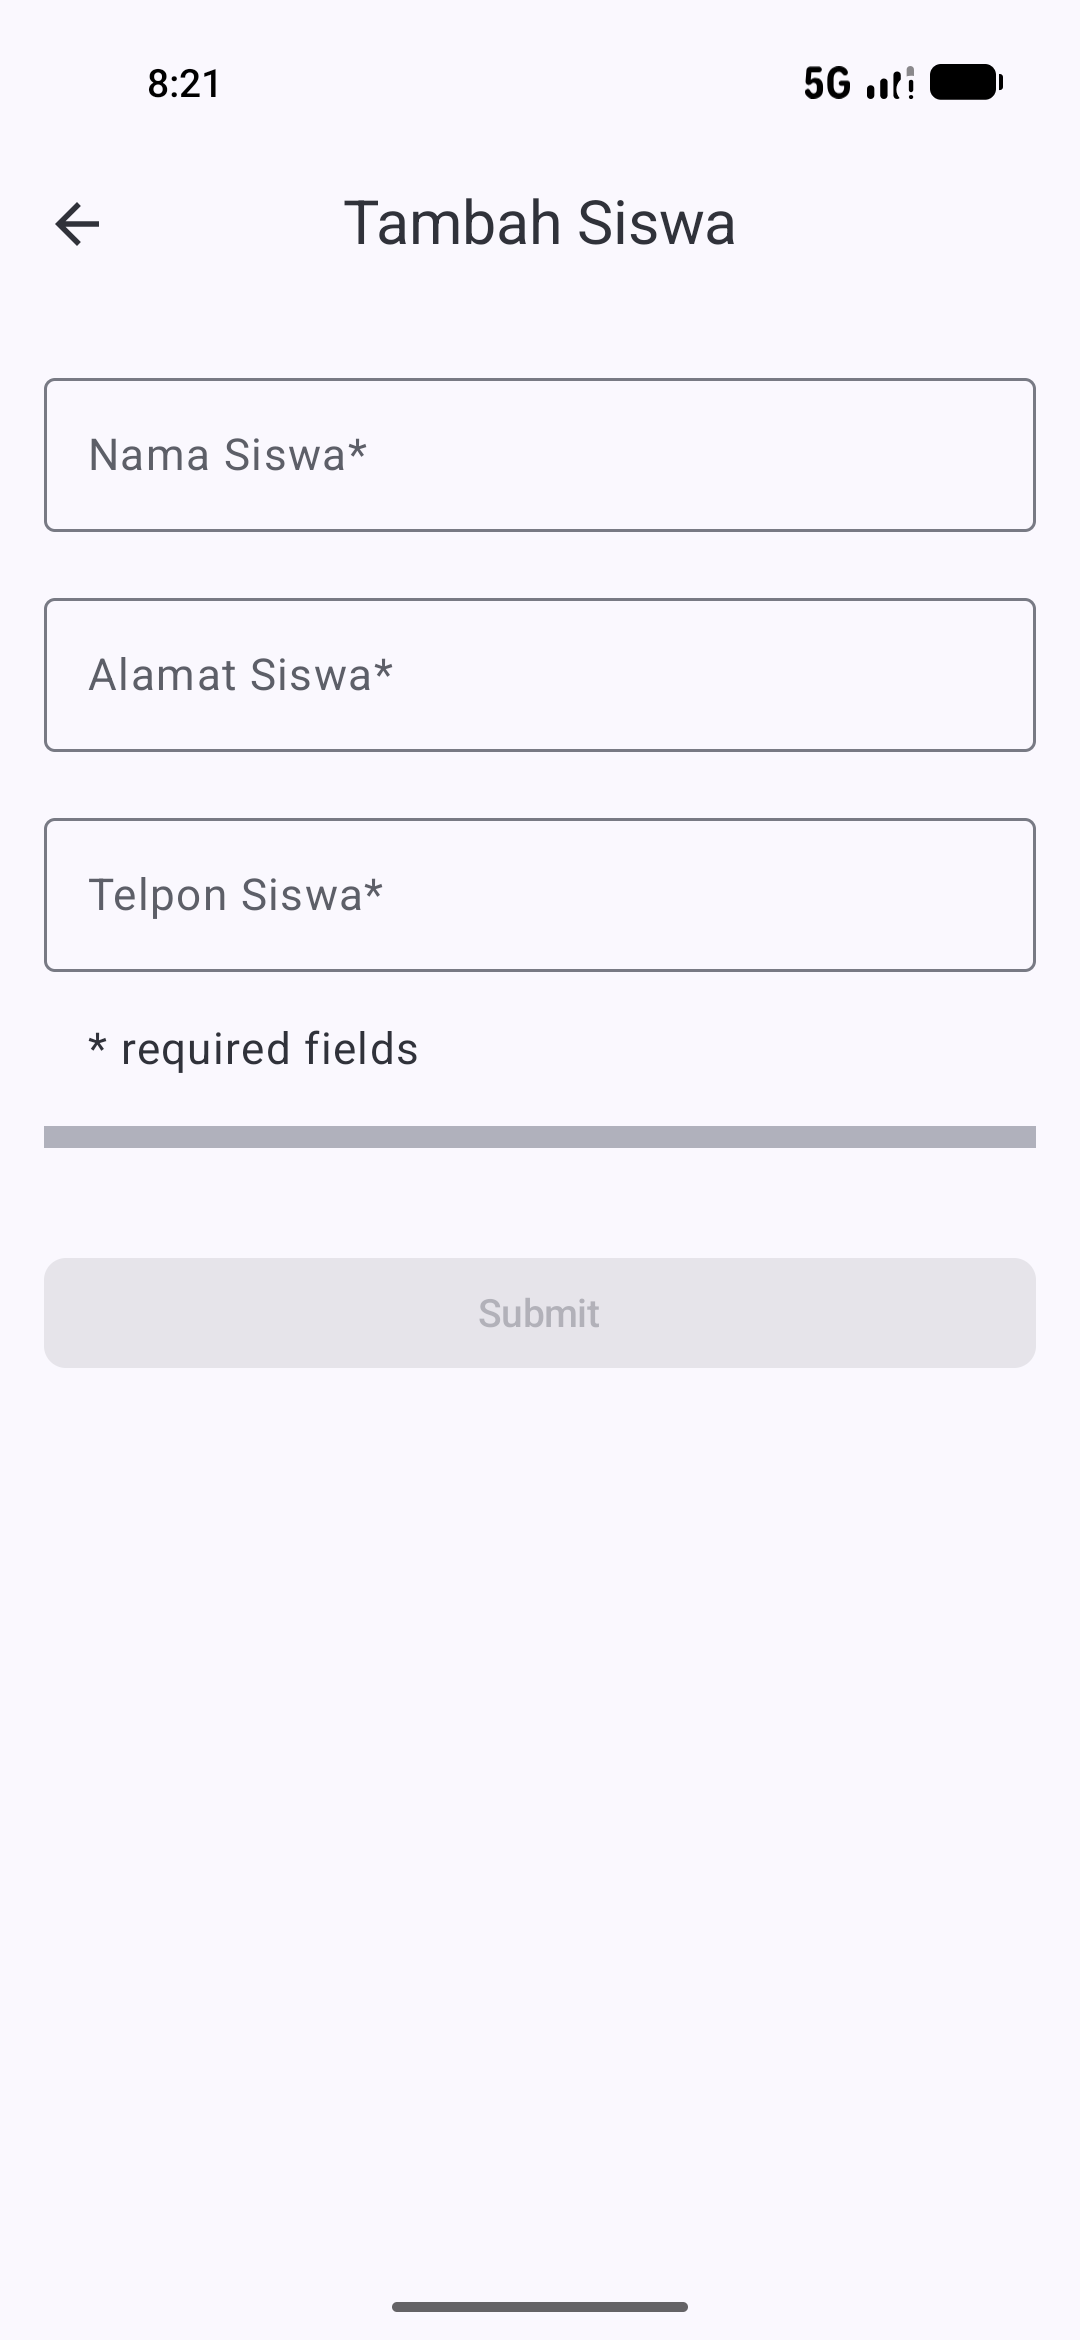 8:21
5G
Tambah Siswa
Nama Siswa*
Alamat Siswa*
Telpon Siswa*
* required fields
Submit